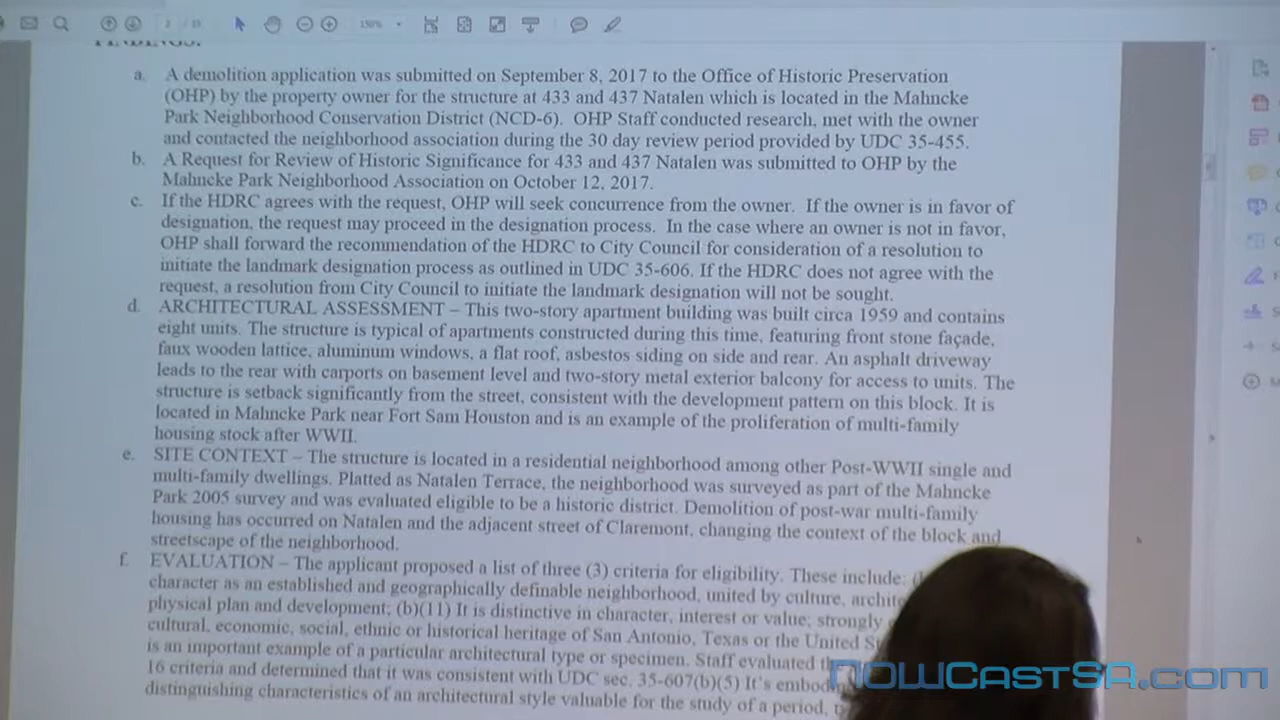 150%
a. A demolition application was submitted on September 8, 2017 to the Office of Historic Preservation
(OHP) by the property owner for the structure at 433 and 437 Natalen which is located in the Mahncke
Park Neighborhood Conservation District (NCD-6). OHP Staff conducted research, met with the owner
and contacted the neighborhood association during the 30 day review period provided by UDC 35-455.
b. A Request for Review of Historic Significance for 433 and 437 Natalen was submitted to OHP by the
Mahncke Park Neighborhood Association on October 12, 2017.
c. If the HDRC agrees with the request, OHP will seek concurrence from the owner. If the owner is in favor of
designation, the request may proceed in the designation process. In the case where an owner is not in favor,
OHP shall forward the recommendation of the HDRC to City Council for consideration of a resolution to
initiate the landmark designation process as outlined in UDC 35-606. If the HDRC does not agree with the
request, a resolution from City Council to initiate the landmark designation will not be sought.
d. ARCHITECTURAL ASSESSMENT – This two-story apartment building was built circa 1959 and contains
eight units. The structure is typical of apartments constructed during this time, featuring front stone façade,
faux wooden lattice, aluminum windows, a flat roof, asbestos siding on side and rear. An asphalt driveway
leads to the rear with carports on basement level and two-story metal exterior balcony for access to units. The
structure is setback significantly from the street, consistent with the development pattern on this block. It is
located in Mahncke Park near Fort Sam Houston and is an example of the proliferation of multi-family
housing stock after WWII.
e. SITE CONTEXT – The structure is located in a residential neighborhood among other Post-WWII single and
multi-family dwellings. Platted as Natalen Terrace, the neighborhood was surveyed as part of the Mahncke
Park 2005 survey and was evaluated eligible to be a historic district. Demolition of post-war multi-family
housing has occurred on Natalen and the adjacent street of Claremont, changing the context of the block and
streetscape of the neighborhood.
f. EVALUATION – The applicant proposed a list of three (3) criteria for eligibility. These include:
character as an established and geographically definable neighborhood, united by culture,
physical plan and development; (b)(11) It is distinctive in character, interest or value; strongly
cultural, economic, social, ethnic or historical heritage of San Antonio, Texas or the United
is an important example of a particular architectural type or specimen. Staff evaluated
16 criteria and determined that it was consistent with UDC sec. 35-607(b)(5) It's
distinguishing characteristics of an architectural style valuable for the study of a period,
NOWCastSA.com